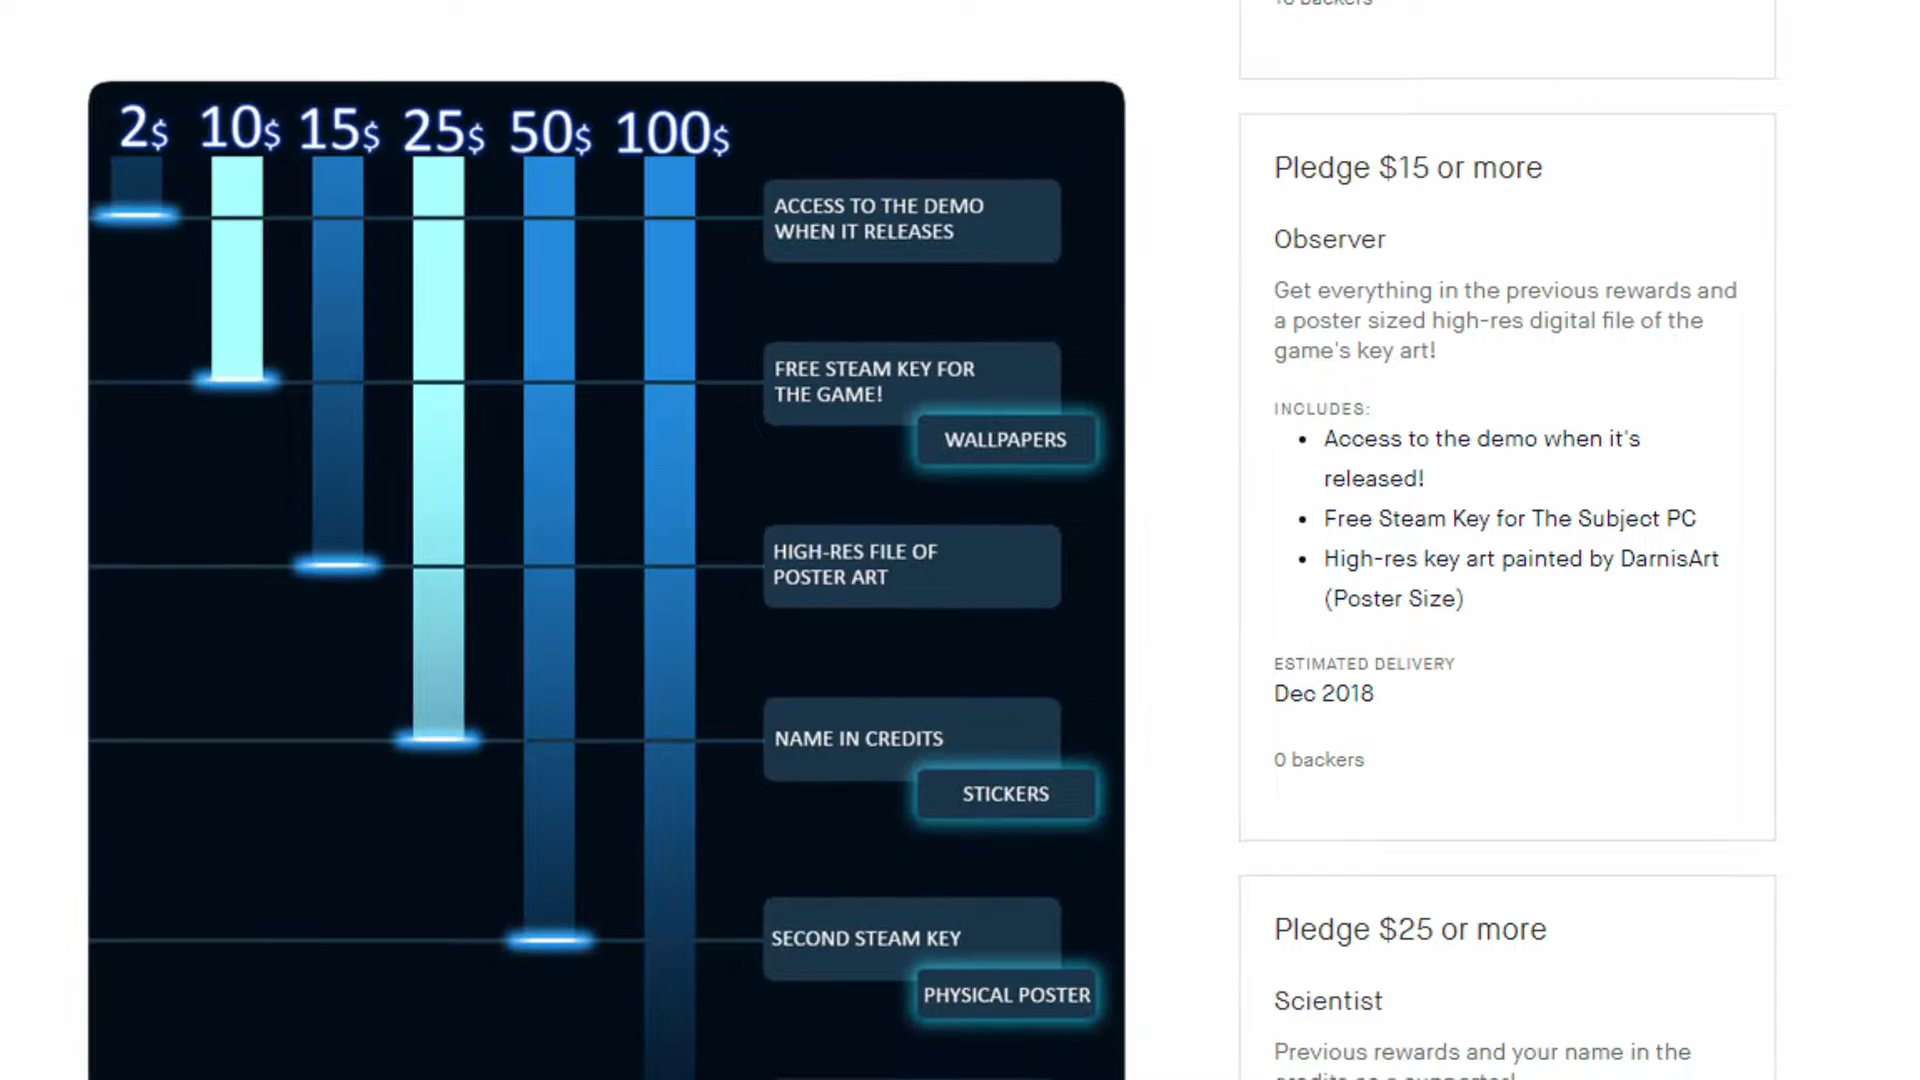 2$ 10$ 15$ 25$ 50$ 100$
ACCESS TO THE DEMO
WHEN IT RELEASES
FREE STEAM KEY FOR
THE GAME!
WALLPAPERS
HIGH-RES FILE OF
POSTER ART
NAME IN CREDITS
STICKERS
SECOND STEAM KEY
PHYSICAL POSTER
backers
Pledge $15 or more
Observer
Get everything in the previous rewards and
a poster sized high-res digital file of the
game's key art!
INCLUDES:
• Access to the demo when it's
released!
• Free Steam Key for The Subject PC
• High-res key art painted by DarnisArt
(Poster Size)
ESTIMATED DELIVERY
Dec 2018
0 backers
Pledge $25 or more
Scientist
Previous rewards and your name in the
credits as a supporter!